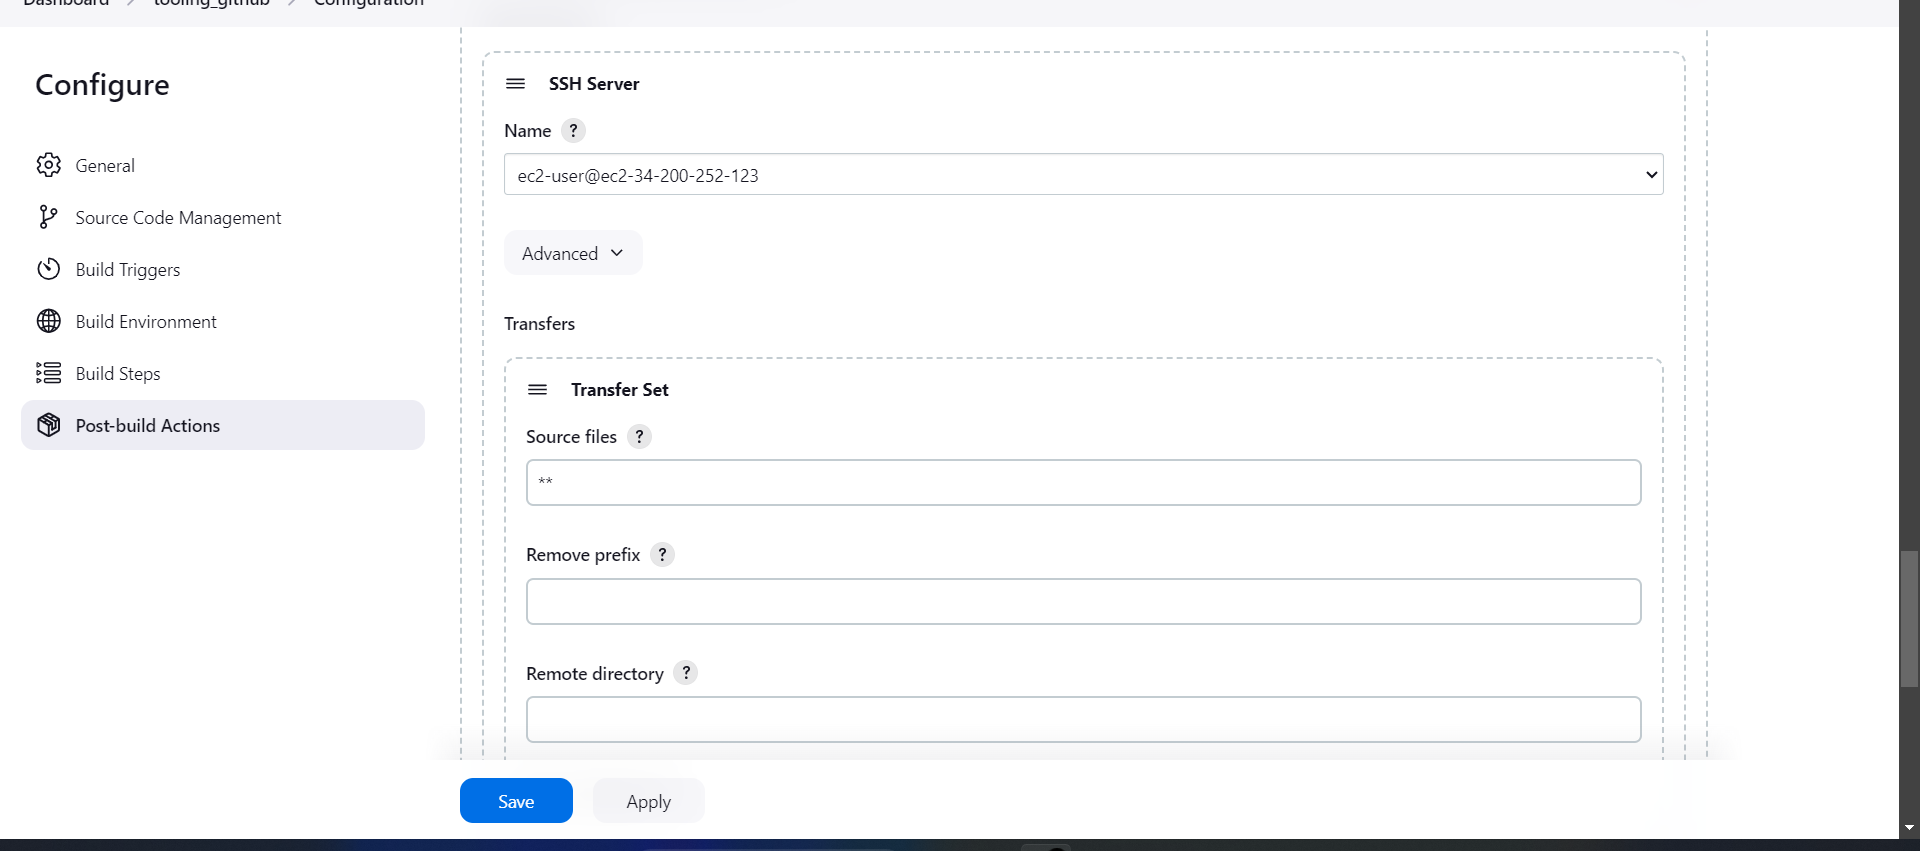 Dashboard > tooling_github > Configuration
Configure
General
Source Code Management
Build Triggers
Build Environment
Build Steps
Post-build Actions
SSH Server
Name ?
ec2-user@ec2-34-200-252-123
Advanced
Transfers
Transfer Set
Source files ?
**
Remove prefix ?
Remote directory ?
Save
Apply